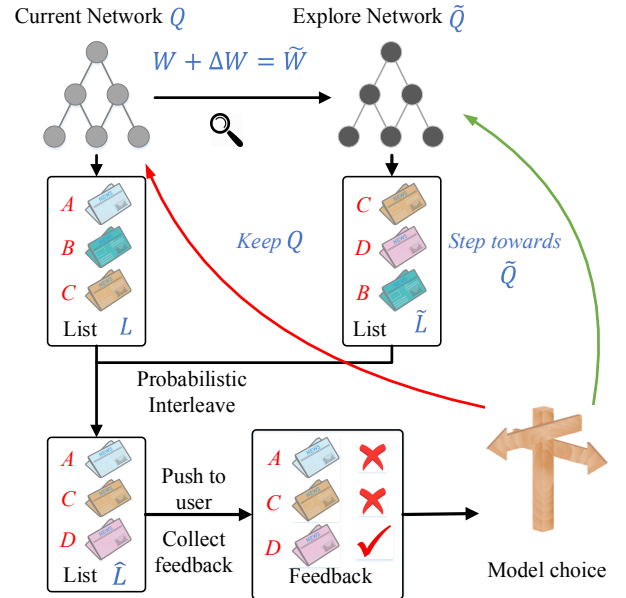 Current Network Q
Explore Network Q̃
W + ΔW = W̃
A
B
C
List L
C
D
B
List L̃
Keep Q
Step towards
Q̃
Probabilistic
Interleave
A
C
D
List L̂
Push to
user
Collect
feedback
A
C
D
Feedback
Model choice